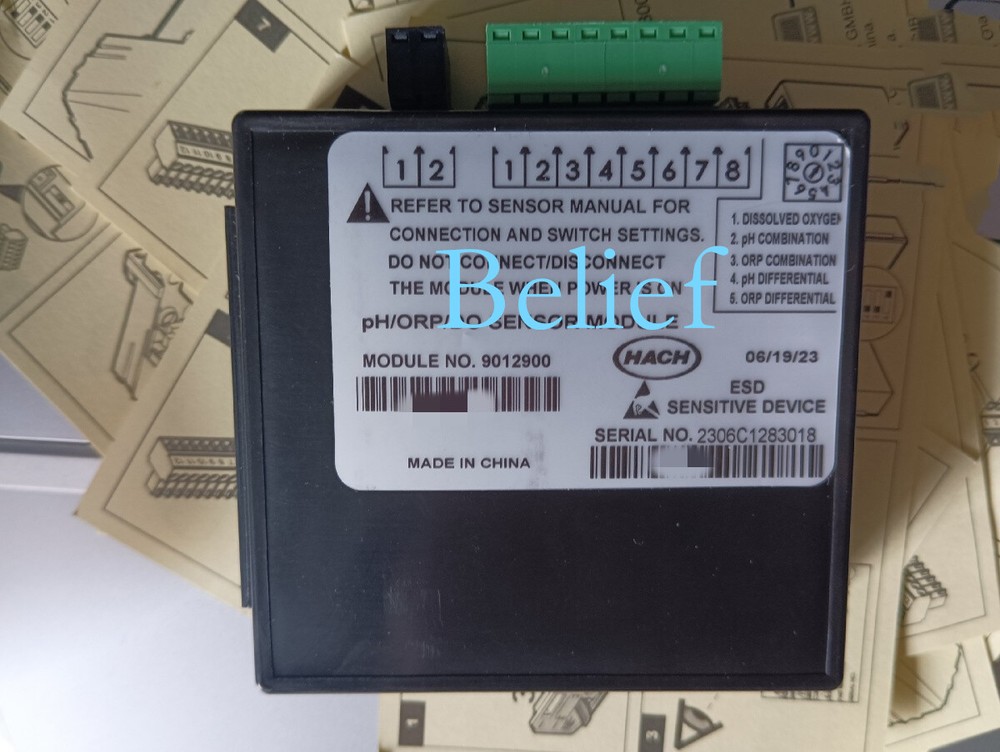 7
1 2
1 2 3 4 5 6 7 8
REFER TO SENSOR MANUAL FOR
CONNECTION AND SWITCH SETTINGS.
DO NOT CONNECT/DISCONNECT
THE MODULE WHEN POWER IS ON
1. DISSOLVED OXYGEN
2. pH COMBINATION
3. ORP COMBINATION
4. pH DIFFERENTIAL
5. ORP DIFFERENTIAL
Belief
pH/ORP/DO SENSOR MODULE
MODULE NO. 9012900
HACH
06/19/23
ESD
SENSITIVE DEVICE
SERIAL NO. 2306C1283018
MADE IN CHINA
1
3